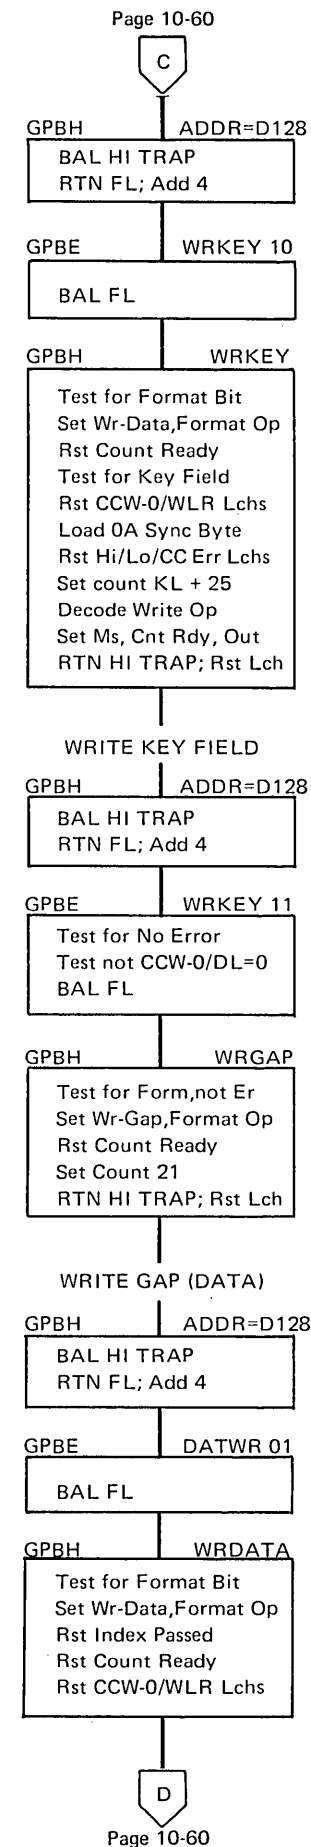 Page 10-60
C
GPBH ADDR=D128
BAL HI TRAP
RTN FL; Add 4
GPBE WRKEY 10
BAL FL
GPBH WRKEY
Test for Format Bit
Set Wr-Data,Format Op
Rst Count Ready
Test for Key Field
Rst CCW-0/WLR Lchs
Load 0A Sync Byte
Rst Hi/Lo/CC Err Lchs
Set count KL + 25
Decode Write Op
Set Ms, Cnt Rdy, Out
RTN HI TRAP; Rst Lch
WRITE KEY FIELD
GPBH ADDR=D128
BAL HI TRAP
RTN FL; Add 4
GPBE WRKEY 11
Test for No Error
Test not CCW-0/DL=0
BAL FL
GPBH WRGAP
Test for Form,not Er
Set Wr-Gap,Format Op
Rst Count Ready
Set Count 21
RTN HI TRAP; Rst Lch
WRITE GAP (DATA)
GPBH ADDR=D128
BAL HI TRAP
RTN FL; Add 4
GPBE DATWR 01
BAL FL
GPBH WRDATA
Test for Format Bit
Set Wr-Data,Format Op
Rst Index Passed
Rst Count Ready
Rst CCW-0/WLR Lchs
D
Page 10-60